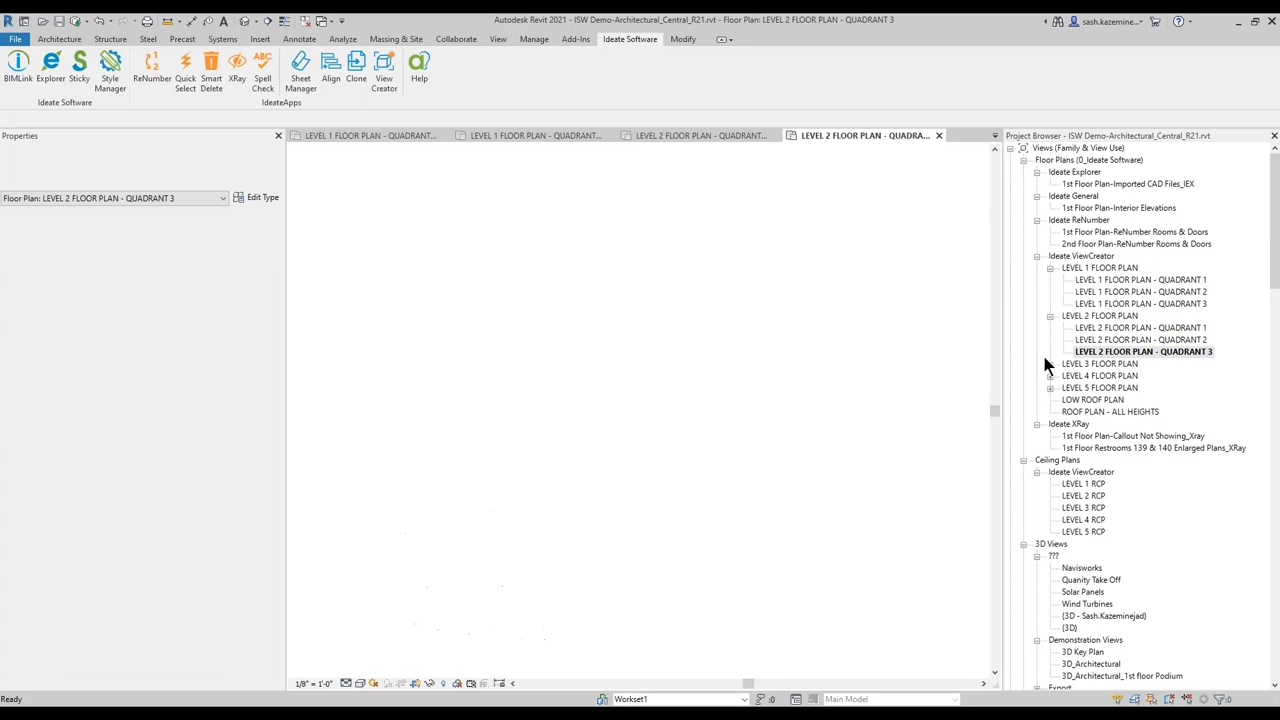 Autodesk Revit 2021 - ISW Demo-Architectural_Central_R21.rvt - Floor Plan: LEVEL 2 FLOOR PLAN - QUADRANT 3
sash.kazemine...
File Architecture Structure Steel Precast Systems Insert Annotate Analyze Massing & Site Collaborate View Manage Add-Ins Ideate Software Modify
BIMLink Explorer Sticky Style Manager ReNumber Quick Select Smart Delete XRay Spell Check Sheet Manager Align Clone View Creator Help
Ideate Software IdeateApps
Properties
LEVEL 1 FLOOR PLAN - QUADRANT...
LEVEL 1 FLOOR PLAN - QUADRANT...
LEVEL 2 FLOOR PLAN - QUADRANT...
LEVEL 2 FLOOR PLAN - QUADRA...
Project Browser - ISW Demo-Architectural_Central_R21.rvt
Floor Plan: LEVEL 2 FLOOR PLAN - QUADRANT 3
Edit Type
Views (Family & View Use)
Floor Plans (0_Ideate Software)
Ideate Explorer
1st Floor Plan-Imported CAD Files_IEX
Ideate General
1st Floor Plan-Interior Elevations
Ideate ReNumber
1st Floor Plan-ReNumber Rooms & Doors
2nd Floor Plan-ReNumber Rooms & Doors
Ideate ViewCreator
LEVEL 1 FLOOR PLAN
LEVEL 1 FLOOR PLAN - QUADRANT 1
LEVEL 1 FLOOR PLAN - QUADRANT 2
LEVEL 1 FLOOR PLAN - QUADRANT 3
LEVEL 2 FLOOR PLAN
LEVEL 2 FLOOR PLAN - QUADRANT 1
LEVEL 2 FLOOR PLAN - QUADRANT 2
LEVEL 2 FLOOR PLAN - QUADRANT 3
LEVEL 3 FLOOR PLAN
LEVEL 4 FLOOR PLAN
LEVEL 5 FLOOR PLAN
LOW ROOF PLAN
ROOF PLAN - ALL HEIGHTS
Ideate XRay
1st Floor Plan-Callout Not Showing_Xray
1st Floor Restrooms 139 & 140 Enlarged Plans_XRay
Ceiling Plans
Ideate ViewCreator
LEVEL 1 RCP
LEVEL 2 RCP
LEVEL 3 RCP
LEVEL 4 RCP
LEVEL 5 RCP
3D Views
???
Navisworks
Quanity Take Off
Solar Panels
Wind Turbines
{3D - Sash.Kazeminejad}
{3D}
Demonstration Views
3D Key Plan
3D_Architectural
3D_Architectural_1st floor Podium
Export
1/8" = 1'-0"
Ready
Workset1
:0
Main Model
:0